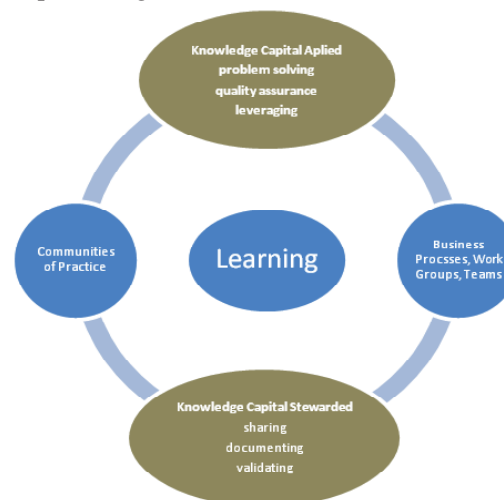 Knowledge Capital Aplied
problem solving
quality assurance
leveraging
Communities
of Practice
Learning
Business
Procsses, Work
Groups, Teams
Knowledge Capital Stewarded
sharing
documenting
validating